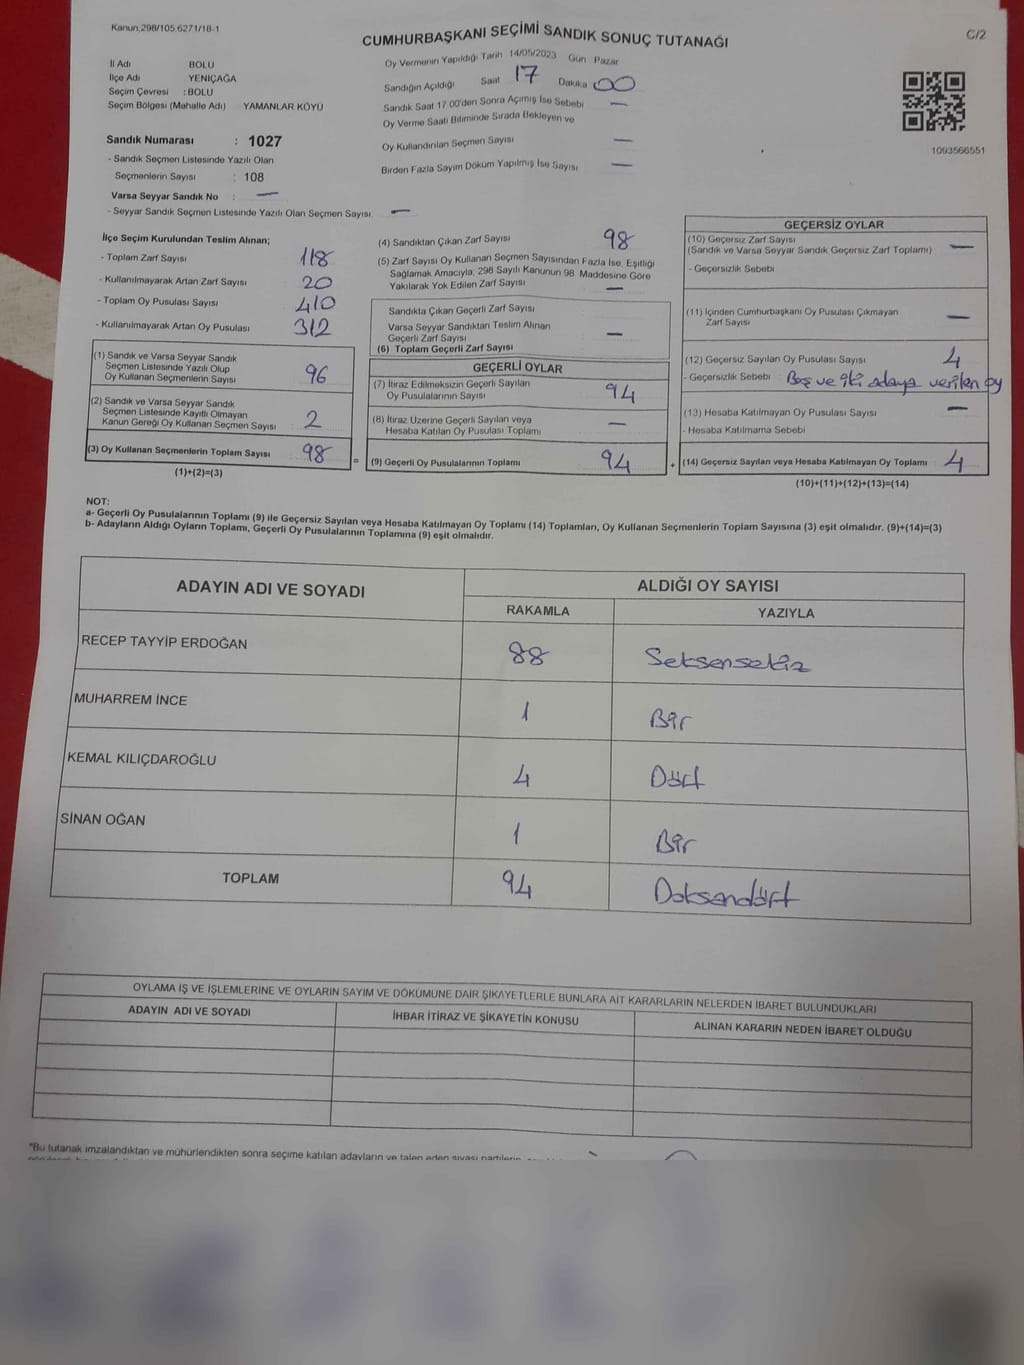 Kanun,298/105,6271/18-1
CUMHURBAŞKANI SEÇİMİ SANDIK SONUÇ TUTANAĞI
C/2
İl Adı BOLU
İlçe Adı YENİÇAĞA
Seçim Çevresi : BOLU
Seçim Bölgesi (Mahalle Adı) YAMANLAR KÖYÜ
Sandık Numarası : 1027
- Sandık Seçmen Listesinde Yazılı Olan
Seçmenlerin Sayısı : 108
Varsa Seyyar Sandık No : —
- Seyyar Sandık Seçmen Listesinde Yazılı Olan Seçmen Sayısı: —
Oy Vermenin Yapıldığı Tarih 14/05/2023 Gün Pazar
Sandığın Açıldığı Saat 17 Dakika 00
Sandık Saat 17 00'den Sonra Açılmış İse Sebebi —
Oy Verme Saati Bitiminde Sırada Bekleyen ve
Oy Kullandırılan Seçmen Sayısı —
Birden Fazla Sayım Döküm Yapılmış İse Sayısı —
1093566551
İlçe Seçim Kurulundan Teslim Alınan;
- Toplam Zarf Sayısı 118
- Kullanılmayarak Artan Zarf Sayısı 20
- Toplam Oy Pusulası Sayısı 410
- Kullanılmayarak Artan Oy Pusulası 312
(1) Sandık ve Varsa Seyyar Sandık
Seçmen Listesinde Yazılı Olup
Oy Kullanan Seçmenlerin Sayısı 96
(2) Sandık ve Varsa Seyyar Sandık
Seçmen Listesinde Kayıtlı Olmayan
Kanun Gereği Oy Kullanan Seçmen Sayısı 2
(3) Oy Kullanan Seçmenlerin Toplam Sayısı 98
(1)+(2)=(3)
(4) Sandıktan Çıkan Zarf Sayısı 98
(5) Zarf Sayısı Oy Kullanan Seçmen Sayısından Fazla İse, Eşitliği
Sağlamak Amacıyla, 298 Sayılı Kanunun 98 Maddesine Göre
Yakılarak Yok Edilen Zarf Sayısı —
Sandıkta Çıkan Geçerli Zarf Sayısı
Varsa Seyyar Sandıktan Teslim Alınan
Geçerli Zarf Sayısı —
(6) Toplam Geçerli Zarf Sayısı
GEÇERLİ OYLAR
(7) İtiraz Edilmeksizin Geçerli Sayılan
Oy Pusulalarının Sayısı 94
(8) İtiraz Üzerine Geçerli Sayılan veya
Hesaba Katılan Oy Pusulası Toplamı —
= (9) Geçerli Oy Pusulalarının Toplamı 94
GEÇERSİZ OYLAR
(10) Geçersiz Zarf Sayısı
(Sandık ve Varsa Seyyar Sandık Geçersiz Zarf Toplamı) —
- Geçersizlik Sebebi
(11) İçinden Cumhurbaşkanı Oy Pusulası Çıkmayan
Zarf Sayısı —
(12) Geçersiz Sayılan Oy Pusulası Sayısı 4
- Geçersizlik Sebebi Boş ve iki adaya verilen oy
(13) Hesaba Katılmayan Oy Pusulası Sayısı —
- Hesaba Katılmama Sebebi
+ (14) Geçersiz Sayılan veya Hesaba Katılmayan Oy Toplamı 4
(10)+(11)+(12)+(13)=(14)
NOT:
a- Geçerli Oy Pusulalarının Toplamı (9) ile Geçersiz Sayılan veya Hesaba Katılmayan Oy Toplamı (14) Toplamları, Oy Kullanan Seçmenlerin Toplam Sayısına (3) eşit olmalıdır. (9)+(14)=(3)
b- Adayların Aldığı Oyların Toplamı, Geçerli Oy Pusulalarının Toplamına (9) eşit olmalıdır.
ADAYIN ADI VE SOYADI
ALDIĞI OY SAYISI
RAKAMLA YAZIYLA
RECEP TAYYİP ERDOĞAN 88 Seksensekiz
MUHARREM İNCE 1 Bir
KEMAL KILIÇDAROĞLU 4 Dört
SİNAN OĞAN 1 Bir
TOPLAM 94 Doksandört
OYLAMA İŞ VE İŞLEMLERİNE VE OYLARIN SAYIM VE DÖKÜMÜNE DAİR ŞİKAYETLERLE BUNLARA AİT KARARLARIN NELERDEN İBARET BULUNDUKLARI
ADAYIN ADI VE SOYADI İHBAR İTİRAZ VE ŞİKAYETİN KONUSU ALINAN KARARIN NEDEN İBARET OLDUĞU
*Bu tutanak imzalandıktan ve mühürlendikten sonra seçime katılan adayların ve talep eden siyasi partilerin